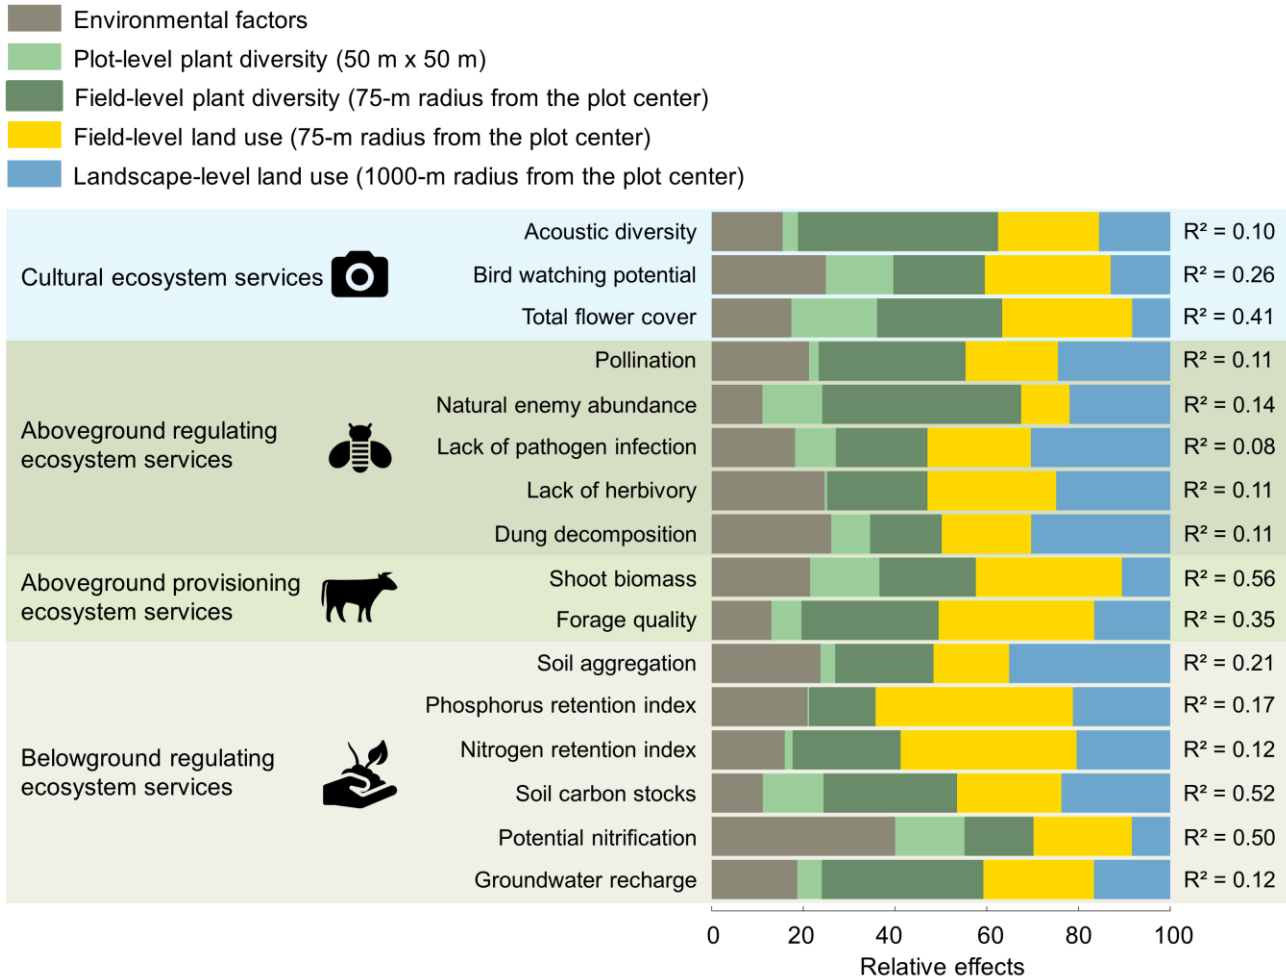 Environmental factors
Plot-level plant diversity (50 m x 50 m)
Field-level plant diversity (75-m radius from the plot center)
Field-level land use (75-m radius from the plot center)
Landscape-level land use (1000-m radius from the plot center)
Cultural ecosystem services
Acoustic diversity R² = 0.10
Bird watching potential R² = 0.26
Total flower cover R² = 0.41
Aboveground regulating
ecosystem services
Pollination R² = 0.11
Natural enemy abundance R² = 0.14
Lack of pathogen infection R² = 0.08
Lack of herbivory R² = 0.11
Dung decomposition R² = 0.11
Aboveground provisioning
ecosystem services
Shoot biomass R² = 0.56
Forage quality R² = 0.35
Belowground regulating
ecosystem services
Soil aggregation R² = 0.21
Phosphorus retention index R² = 0.17
Nitrogen retention index R² = 0.12
Soil carbon stocks R² = 0.52
Potential nitrification R² = 0.50
Groundwater recharge R² = 0.12
0 20 40 60 80 100
Relative effects